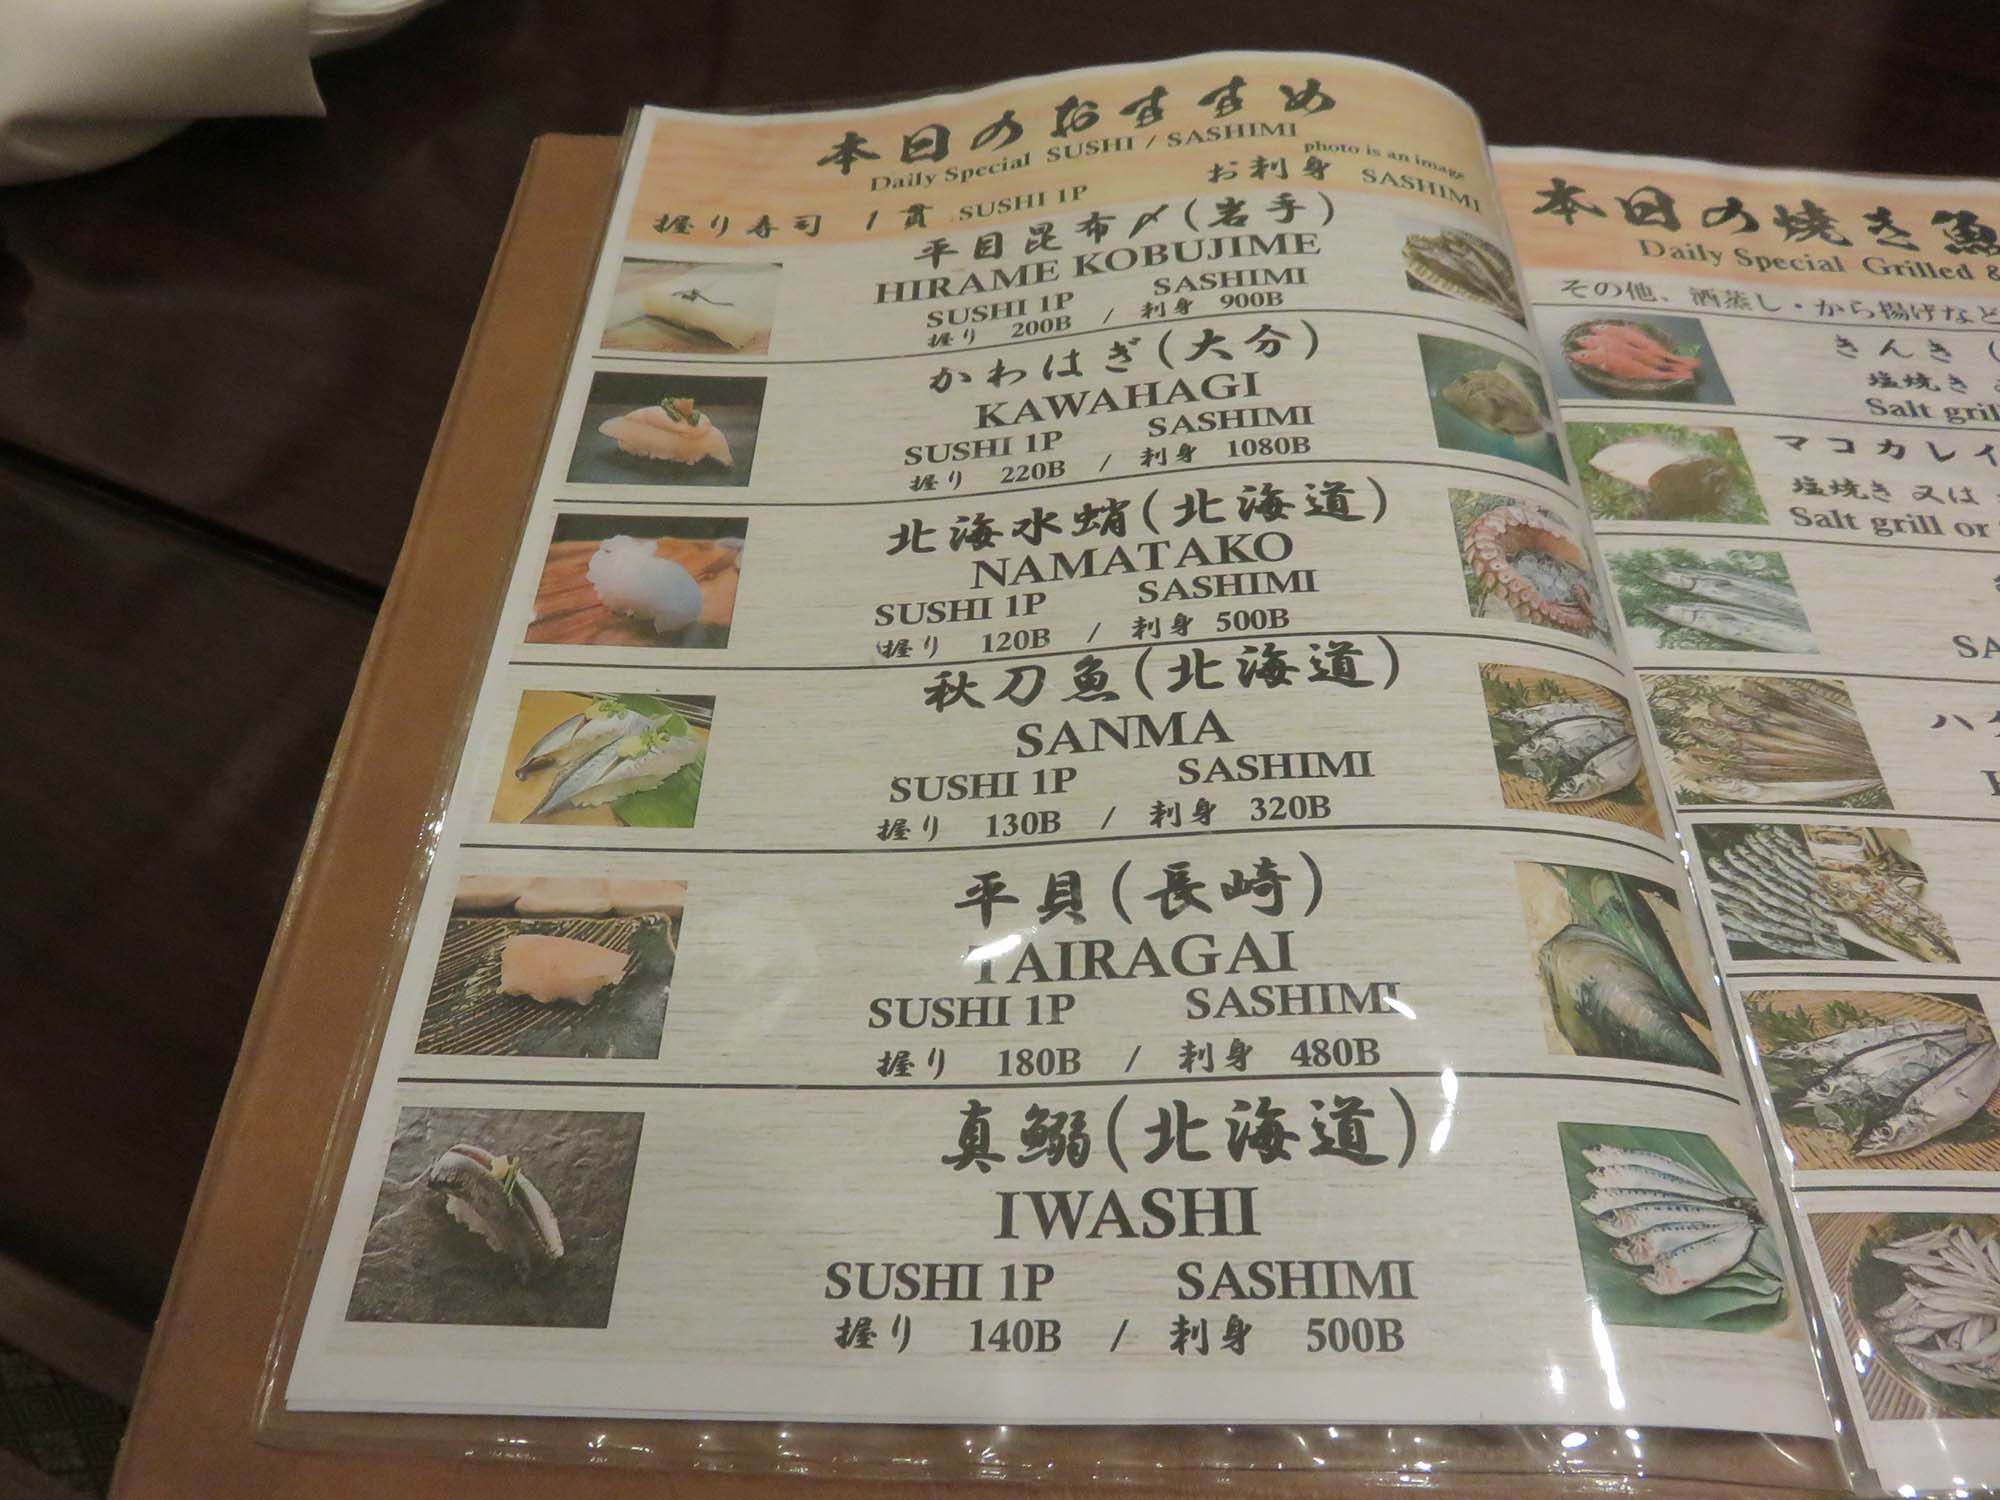 本日のおすすめ
Daily Special SUSHI / SASHIMI
photo is an image
握り寿司 1貫 SUSHI 1P お刺身 SASHIMI
平目昆布〆(岩手)
HIRAME KOBUJIME
SUSHI 1P SASHIMI
握り 200B / 刺身 900B
かわはぎ(大分)
KAWAHAGI
SUSHI 1P SASHIMI
握り 220B / 刺身 1080B
北海水蛸(北海道)
NAMATAKO
SUSHI 1P SASHIMI
握り 120B / 刺身 500B
秋刀魚(北海道)
SANMA
SUSHI 1P SASHIMI
握り 130B / 刺身 320B
平貝(長崎)
TAIRAGAI
SUSHI 1P SASHIMI
握り 180B / 刺身 480B
真鰯(北海道)
IWASHI
SUSHI 1P SASHIMI
握り 140B / 刺身 500B
本日の焼き魚
Daily Special Grilled &
その他、酒蒸し・から揚げなど
きんき(
塩焼き
Salt gril
マコカレイ
塩焼き 又は
Salt grill or
SA
ハタ